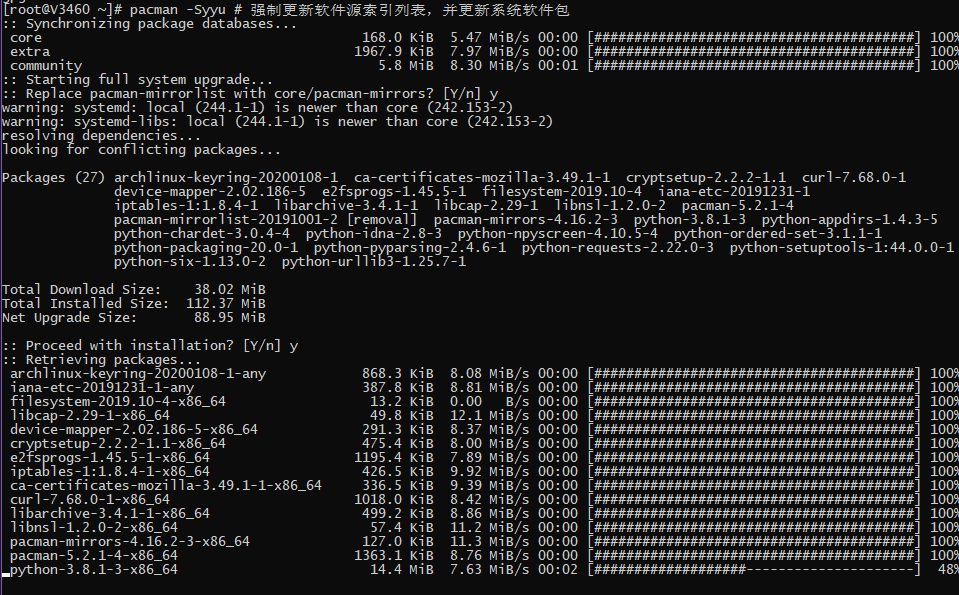 [root@V3460 ~]# pacman -Syyu # 强制更新软件源索引列表，并更新系统软件包
:: Synchronizing package databases...
core 168.0 KiB 5.47 MiB/s 00:00 [########################################] 100%
extra 1967.9 KiB 7.97 MiB/s 00:00 [########################################] 100%
community 5.8 MiB 8.30 MiB/s 00:01 [########################################] 100%
:: Starting full system upgrade...
:: Replace pacman-mirrorlist with core/pacman-mirrors? [Y/n] y
warning: systemd: local (244.1-1) is newer than core (242.153-2)
warning: systemd-libs: local (244.1-1) is newer than core (242.153-2)
resolving dependencies...
looking for conflicting packages...
Packages (27) archlinux-keyring-20200108-1 ca-certificates-mozilla-3.49.1-1 cryptsetup-2.2.2-1.1 curl-7.68.0-1
device-mapper-2.02.186-5 e2fsprogs-1.45.5-1 filesystem-2019.10-4 iana-etc-20191231-1
iptables-1:1.8.4-1 libarchive-3.4.1-1 libcap-2.29-1 libnsl-1.2.0-2 pacman-5.2.1-4
pacman-mirrorlist-20191001-2 [removal] pacman-mirrors-4.16.2-3 python-3.8.1-3 python-appdirs-1.4.3-5
python-chardet-3.0.4-4 python-idna-2.8-3 python-npyscreen-4.10.5-4 python-ordered-set-3.1.1-1
python-packaging-20.0-1 python-pyparsing-2.4.6-1 python-requests-2.22.0-3 python-setuptools-1:44.0.0-1
python-six-1.13.0-2 python-urllib3-1.25.7-1
Total Download Size: 38.02 MiB
Total Installed Size: 112.37 MiB
Net Upgrade Size: 88.95 MiB
:: Proceed with installation? [Y/n] y
:: Retrieving packages...
archlinux-keyring-20200108-1-any 868.3 KiB 8.08 MiB/s 00:00 [########################################] 100%
iana-etc-20191231-1-any 387.8 KiB 8.81 MiB/s 00:00 [########################################] 100%
filesystem-2019.10-4-x86_64 13.2 KiB 0.00 B/s 00:00 [########################################] 100%
libcap-2.29-1-x86_64 49.8 KiB 12.1 MiB/s 00:00 [########################################] 100%
device-mapper-2.02.186-5-x86_64 291.3 KiB 8.37 MiB/s 00:00 [########################################] 100%
cryptsetup-2.2.2-1.1-x86_64 475.4 KiB 8.00 MiB/s 00:00 [########################################] 100%
e2fsprogs-1.45.5-1-x86_64 1195.4 KiB 7.89 MiB/s 00:00 [########################################] 100%
iptables-1:1.8.4-1-x86_64 426.5 KiB 9.92 MiB/s 00:00 [########################################] 100%
ca-certificates-mozilla-3.49.1-1-x86_64 336.5 KiB 9.39 MiB/s 00:00 [########################################] 100%
curl-7.68.0-1-x86_64 1018.0 KiB 8.42 MiB/s 00:00 [########################################] 100%
libarchive-3.4.1-1-x86_64 499.2 KiB 8.86 MiB/s 00:00 [########################################] 100%
libnsl-1.2.0-2-x86_64 57.4 KiB 11.2 MiB/s 00:00 [########################################] 100%
pacman-mirrors-4.16.2-3-x86_64 127.0 KiB 11.3 MiB/s 00:00 [########################################] 100%
pacman-5.2.1-4-x86_64 1363.1 KiB 8.76 MiB/s 00:00 [########################################] 100%
python-3.8.1-3-x86_64 14.4 MiB 7.63 MiB/s 00:02 [###################---------------------] 48%